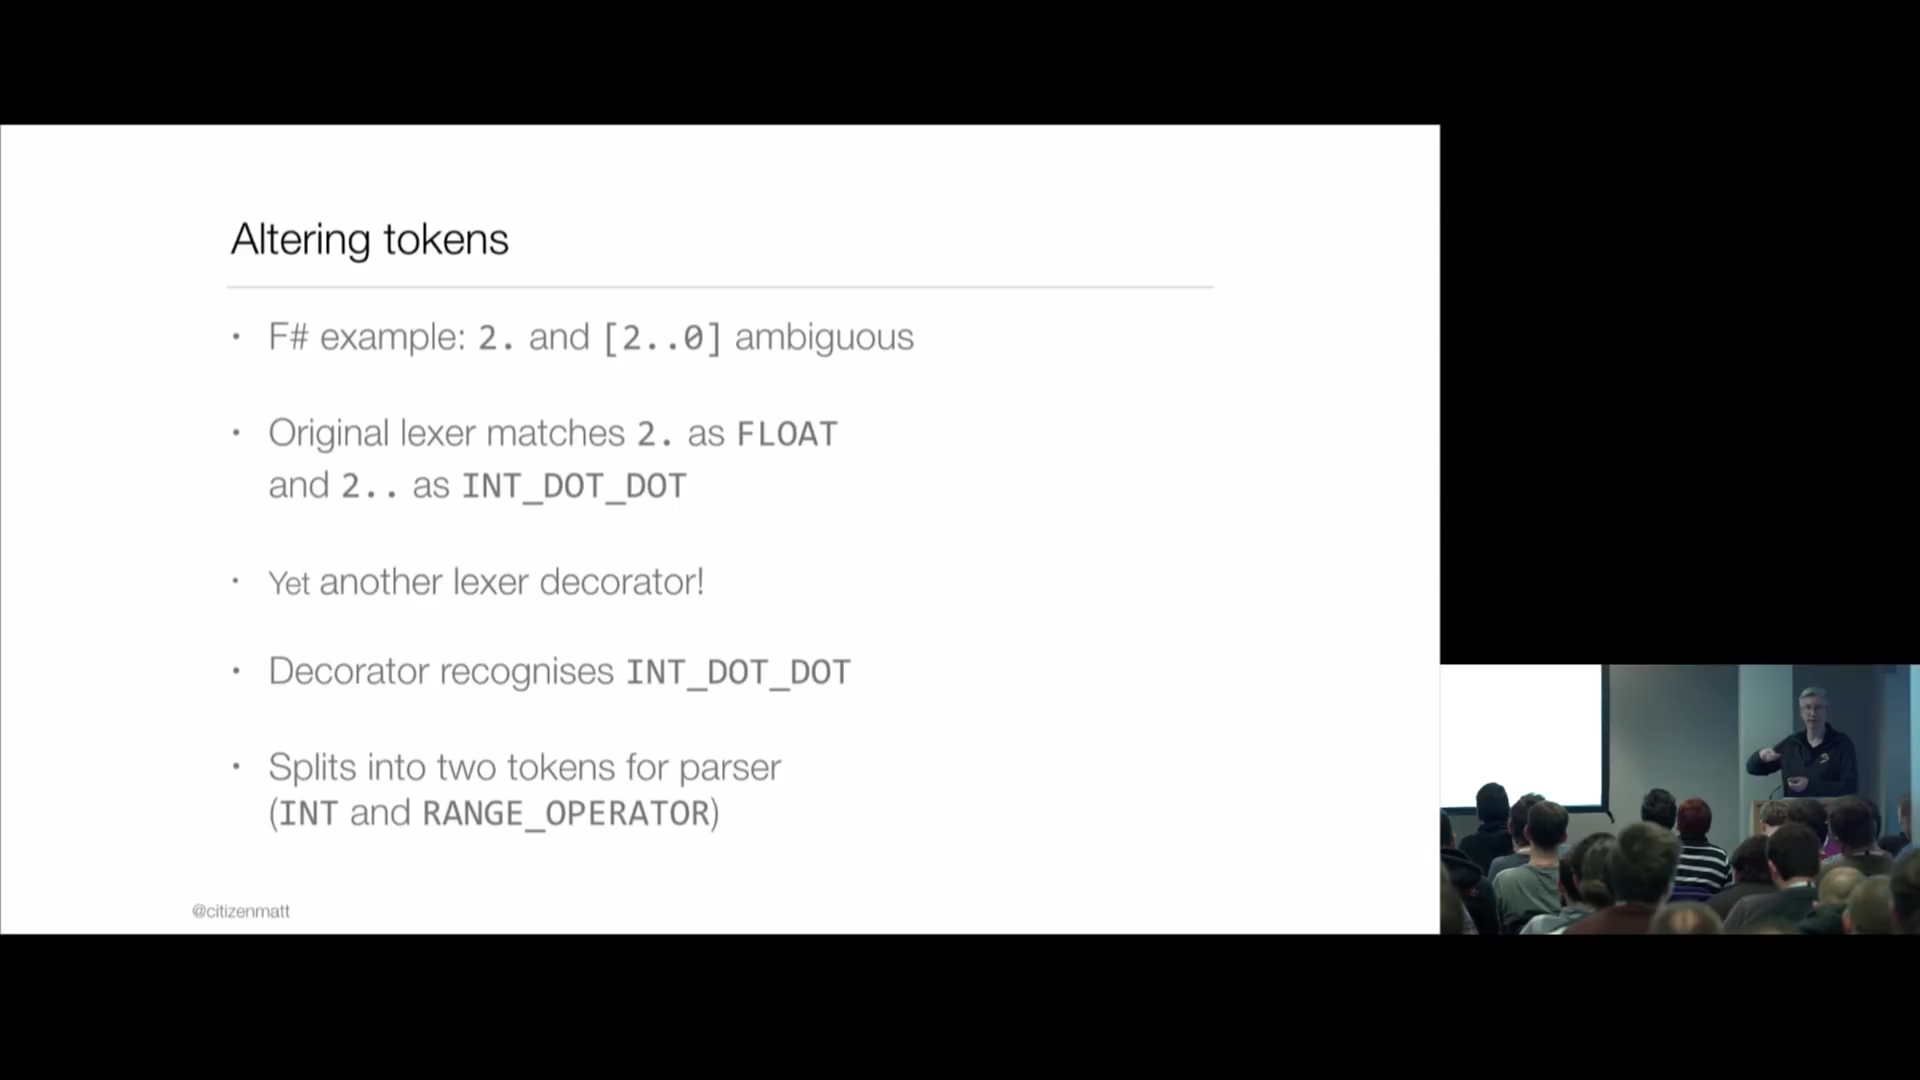 Altering tokens
• F# example: 2. and [2..0] ambiguous
• Original lexer matches 2. as FLOAT
and 2.. as INT_DOT_DOT
• Yet another lexer decorator!
• Decorator recognises INT_DOT_DOT
• Splits into two tokens for parser
(INT and RANGE_OPERATOR)
@citizenmatt